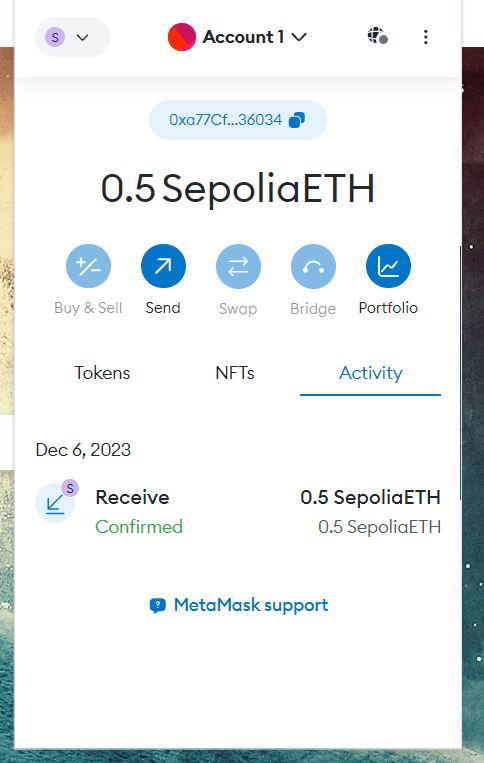 S
Account 1
0xa77Cf...36034
0.5 SepoliaETH
Buy & Sell
Send
Swap
Bridge
Portfolio
Tokens
NFTs
Activity
Dec 6, 2023
S
Receive
0.5 SepoliaETH
Confirmed
0.5 SepoliaETH
MetaMask support